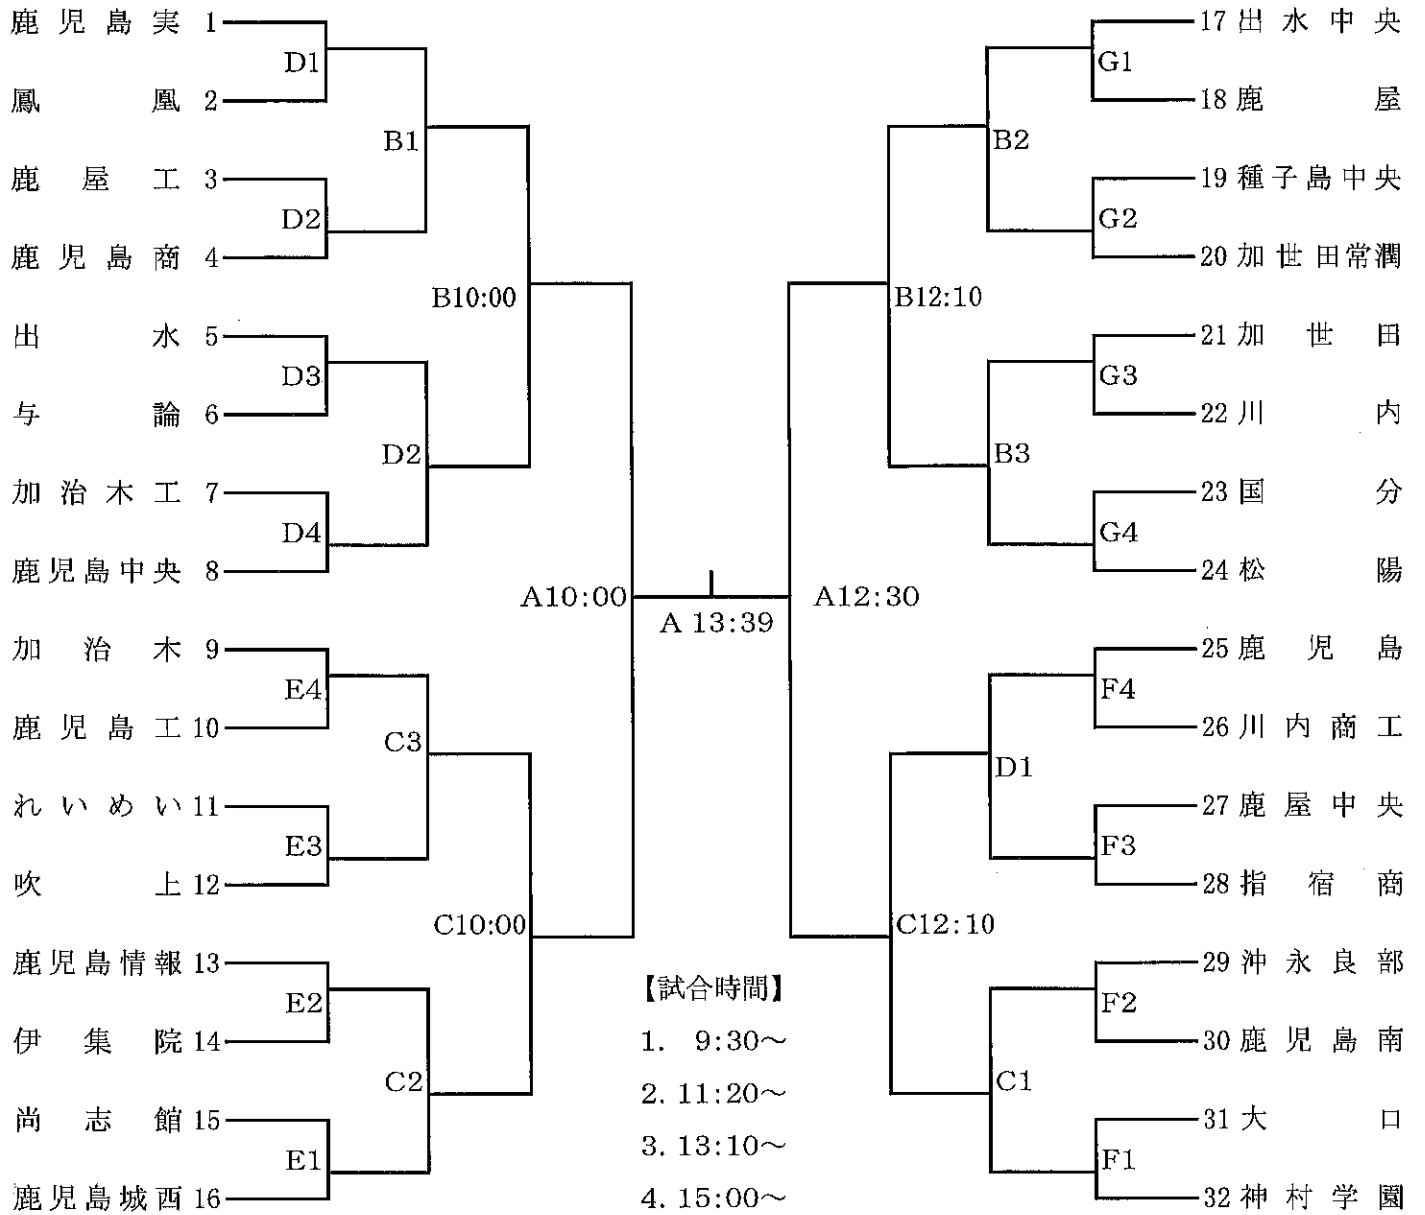 鹿児島実 1
D1
鳳凰 2
B1
鹿屋工 3
D2
鹿児島商 4
B10:00
出水 5
D3
与論 6
D2
加治木工 7
D4
鹿児島中央 8
A10:00
加治木 9
E4
鹿児島工 10
C3
れいめい 11
E3
吹上 12
C10:00
鹿児島情報 13
E2
伊集院 14
C2
尚志館 15
E1
鹿児島城西 16
A 13:39
【試合時間】
1. 9:30〜
2. 11:20〜
3. 13:10〜
4. 15:00〜
17 出水中央
G1
18 鹿屋
B2
19 種子島中央
G2
20 加世田常潤
B12:10
21 加世田
G3
22 川内
B3
23 国分
G4
24 松陽
A12:30
25 鹿児島
F4
26 川内商工
D1
27 鹿屋中央
F3
28 指宿商
C12:10
29 沖永良部
F2
30 鹿児島南
C1
31 大口
F1
32 神村学園